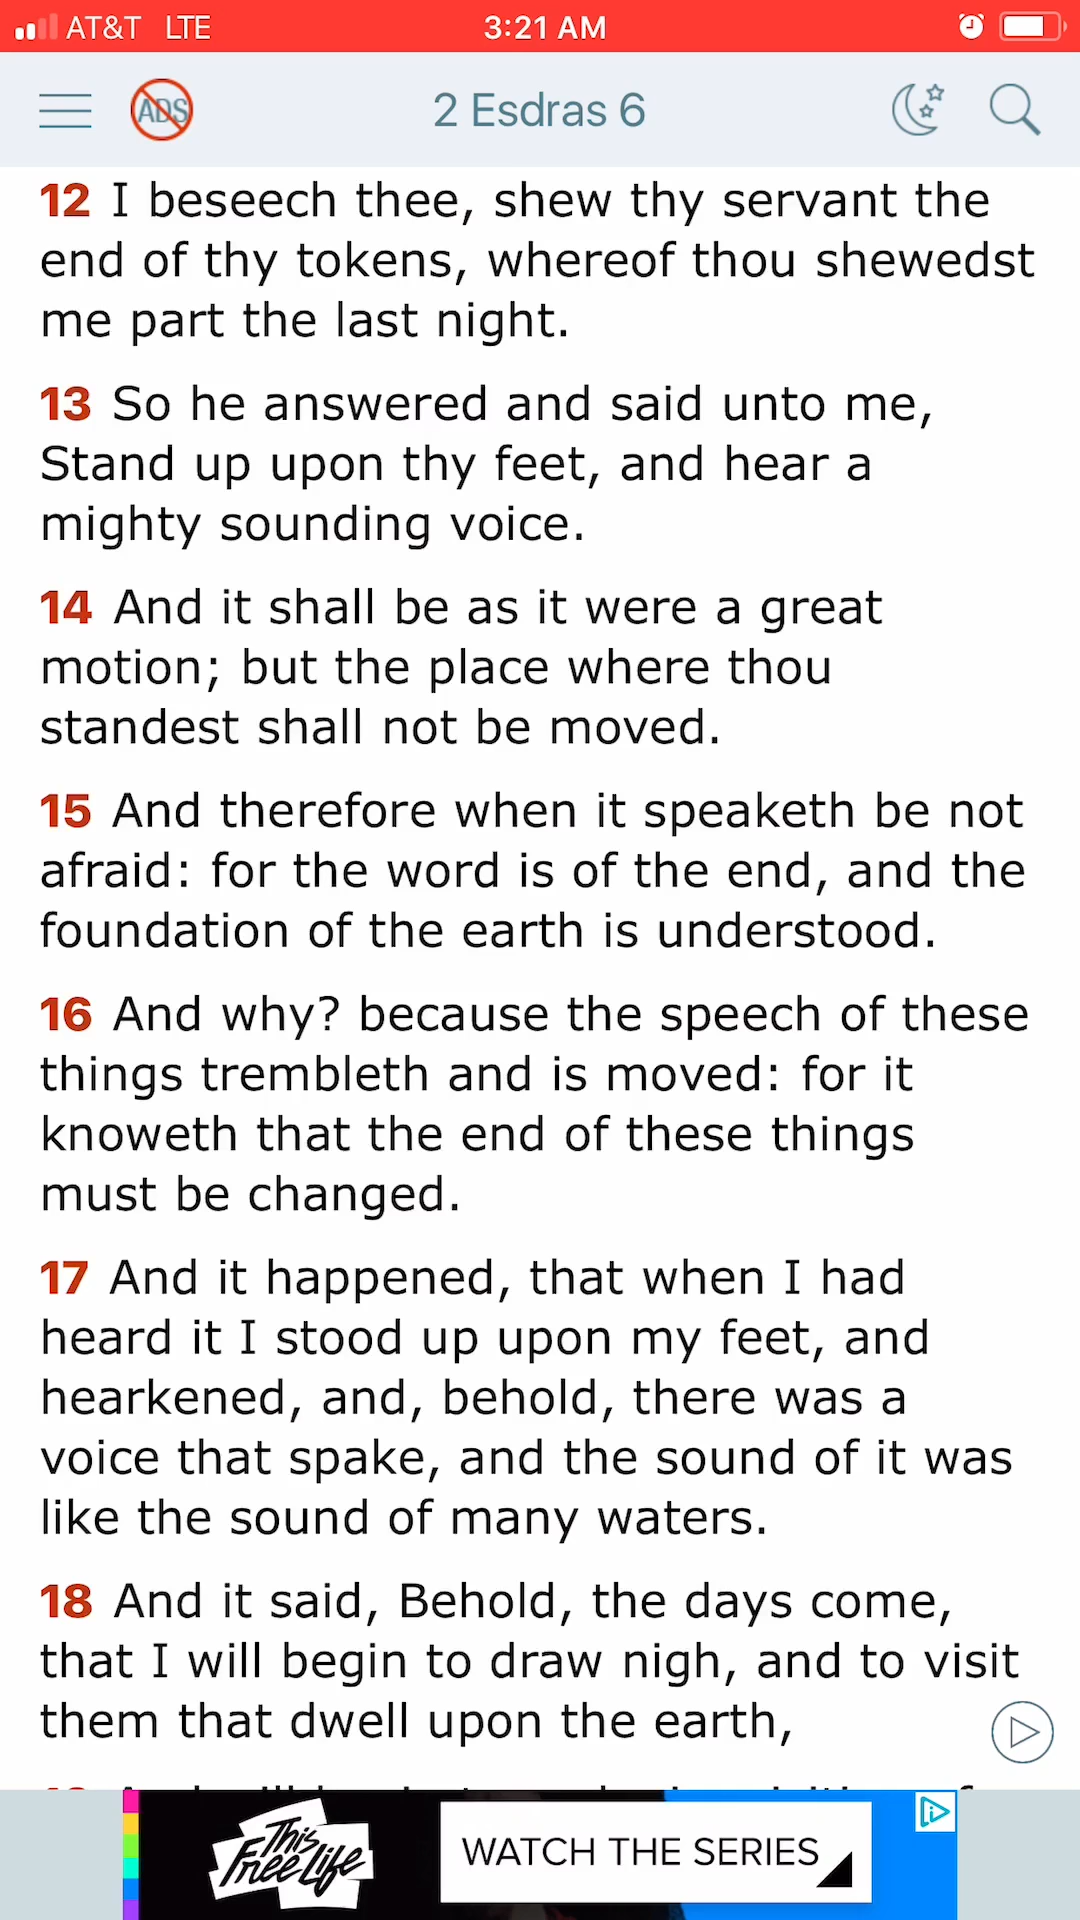 AT&T LTE 3:21 AM
ADS 2 Esdras 6
12 I beseech thee, shew thy servant the
end of thy tokens, whereof thou shewedst
me part the last night.
13 So he answered and said unto me,
Stand up upon thy feet, and hear a
mighty sounding voice.
14 And it shall be as it were a great
motion; but the place where thou
standest shall not be moved.
15 And therefore when it speaketh be not
afraid: for the word is of the end, and the
foundation of the earth is understood.
16 And why? because the speech of these
things trembleth and is moved: for it
knoweth that the end of these things
must be changed.
17 And it happened, that when I had
heard it I stood up upon my feet, and
hearkened, and, behold, there was a
voice that spake, and the sound of it was
like the sound of many waters.
18 And it said, Behold, the days come,
that I will begin to draw nigh, and to visit
them that dwell upon the earth,
This
Free Life
WATCH THE SERIES